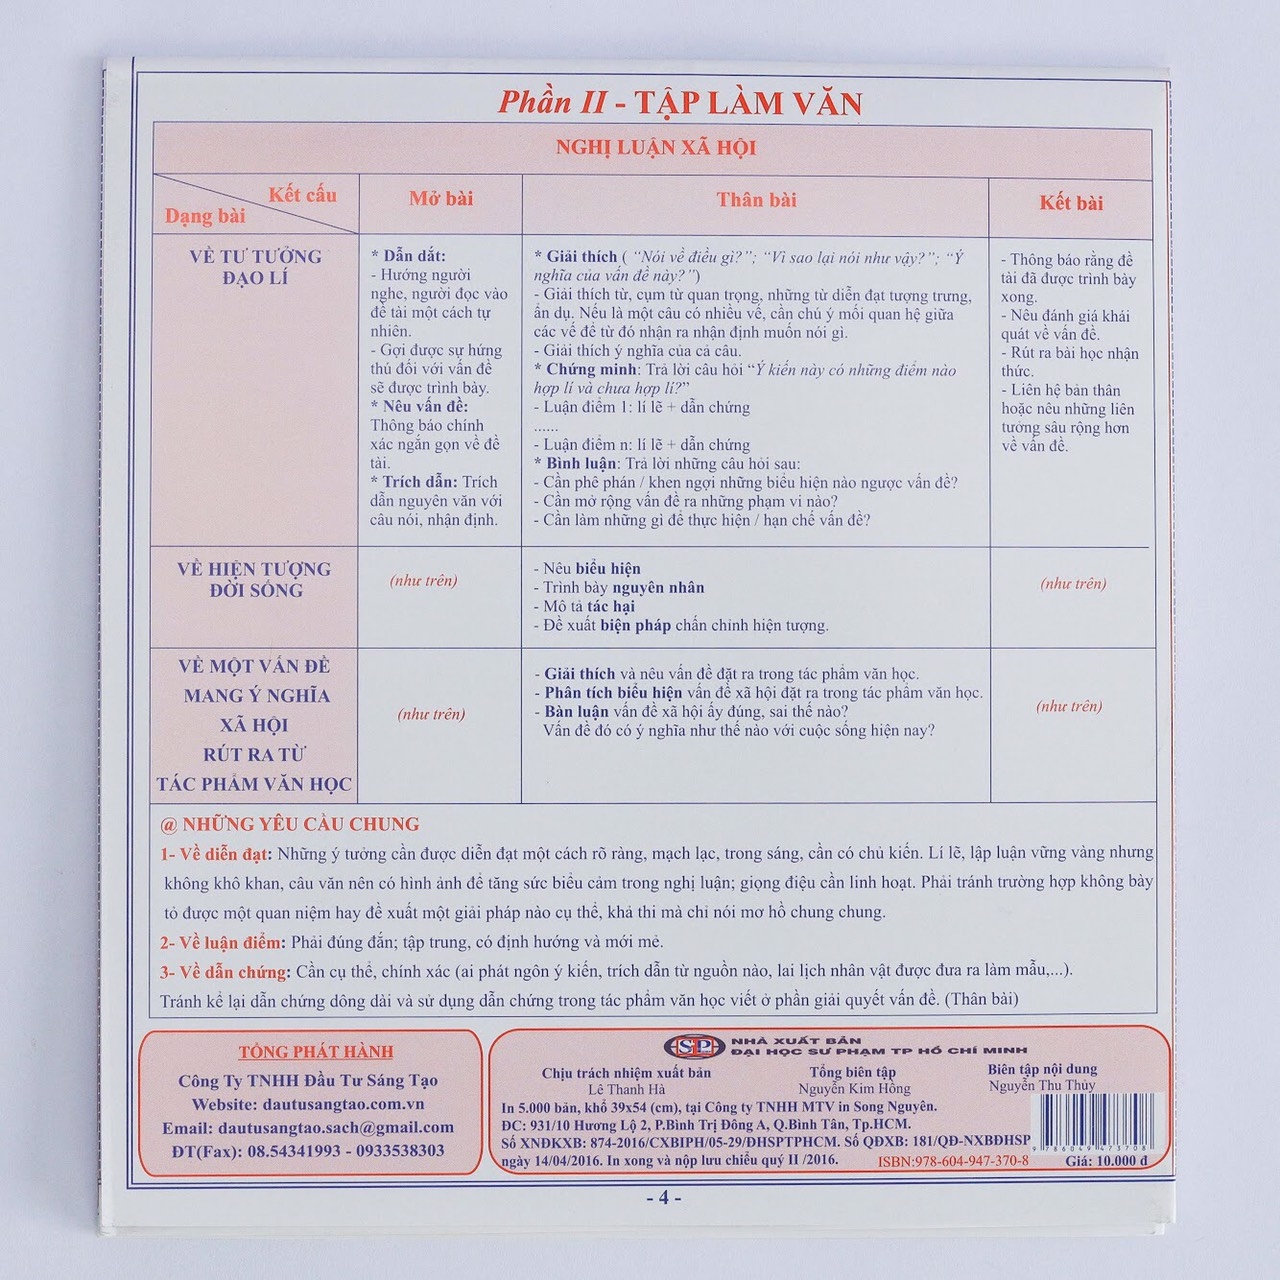 Phần II - TẬP LÀM VĂN
NGHỊ LUẬN XÃ HỘI
Kết cấu
Dạng bài
Mở bài
Thân bài
Kết bài
VỀ TƯ TƯỞNG
ĐẠO LÍ
* Dẫn dắt:
- Hướng người
nghe, người đọc vào
đề tài một cách tự
nhiên.
- Gợi được sự hứng
thú đối với vấn đề
sẽ được trình bày.
* Nêu vấn đề:
Thông báo chính
xác ngắn gọn về đề
tài.
* Trích dẫn: Trích
dẫn nguyên văn với
câu nói, nhận định.
* Giải thích ( “Nói về điều gì?”; “Vì sao lại nói như vậy?”; “Ý
nghĩa của vấn đề này?”)
- Giải thích từ, cụm từ quan trọng, những từ diễn đạt tượng trưng,
ẩn dụ. Nếu là một câu có nhiều vế, cần chú ý mối quan hệ giữa
các vế để từ đó nhận ra nhận định muốn nói gì.
- Giải thích ý nghĩa của cả câu.
* Chứng minh: Trả lời câu hỏi “Ý kiến này có những điểm nào
hợp lí và chưa hợp lí?”
- Luận điểm 1: lí lẽ + dẫn chứng
......
- Luận điểm n: lí lẽ + dẫn chứng
* Bình luận: Trả lời những câu hỏi sau:
- Cần phê phán / khen ngợi những biểu hiện nào ngược vấn đề?
- Cần mở rộng vấn đề ra những phạm vi nào?
- Cần làm những gì để thực hiện / hạn chế vấn đề?
- Thông báo rằng đề
tài đã được trình bày
xong.
- Nêu đánh giá khái
quát về vấn đề.
- Rút ra bài học nhận
thức.
- Liên hệ bản thân
hoặc nêu những liên
tưởng sâu rộng hơn
về vấn đề.
VỀ HIỆN TƯỢNG
ĐỜI SỐNG
(như trên)
- Nêu biểu hiện
- Trình bày nguyên nhân
- Mô tả tác hại
- Đề xuất biện pháp chấn chỉnh hiện tượng.
(như trên)
VỀ MỘT VẤN ĐỀ
MANG Ý NGHĨA
XÃ HỘI
RÚT RA TỪ
TÁC PHẨM VĂN HỌC
(như trên)
- Giải thích và nêu vấn đề đặt ra trong tác phẩm văn học.
- Phân tích biểu hiện vấn đề xã hội đặt ra trong tác phẩm văn học.
- Bàn luận vấn đề xã hội ấy đúng, sai thế nào?
Vấn đề đó có ý nghĩa như thế nào với cuộc sống hiện nay?
(như trên)
@ NHỮNG YÊU CẦU CHUNG
1- Về diễn đạt: Những ý tưởng cần được diễn đạt một cách rõ ràng, mạch lạc, trong sáng, cần có chủ kiến. Lí lẽ, lập luận vững vàng nhưng
không khô khan, câu văn nên có hình ảnh để tăng sức biểu cảm trong nghị luận; giọng điệu cần linh hoạt. Phải tránh trường hợp không bày
tỏ được một quan niệm hay đề xuất một giải pháp nào cụ thể, khả thi mà chỉ nói mơ hồ chung chung.
2- Về luận điểm: Phải đúng đắn; tập trung, có định hướng và mới mẻ.
3- Về dẫn chứng: Cần cụ thể, chính xác (ai phát ngôn ý kiến, trích dẫn từ nguồn nào, lai lịch nhân vật được đưa ra làm mẫu,...).
Tránh kể lại dẫn chứng dông dài và sử dụng dẫn chứng trong tác phẩm văn học viết ở phần giải quyết vấn đề. (Thân bài)
TỔNG PHÁT HÀNH
Công Ty TNHH Đầu Tư Sáng Tạo
Website: dautusangtao.com.vn
Email: dautusangtao.sach@gmail.com
ĐT(Fax): 08.54341993 - 0933538303
SP
NHÀ XUẤT BẢN
ĐẠI HỌC SƯ PHẠM TP HỒ CHÍ MINH
Chịu trách nhiệm xuất bản
Lê Thanh Hà
Tổng biên tập
Nguyễn Kim Hồng
Biên tập nội dung
Nguyễn Thu Thủy
In 5.000 bản, khổ 39x54 (cm), tại Công ty TNHH MTV in Song Nguyên.
ĐC: 931/10 Hương Lộ 2, P.Bình Trị Đông A, Q.Bình Tân, Tp.HCM.
Số XNĐKXB: 874-2016/CXBIPH/05-29/ĐHSPTPHCM. Số QĐXB: 181/QĐ-NXBĐHSP
ngày 14/04/2016. In xong và nộp lưu chiểu quý II /2016.
ISBN:978-604-947-370-8
9 786049 473708
Giá: 10.000 đ
- 4 -